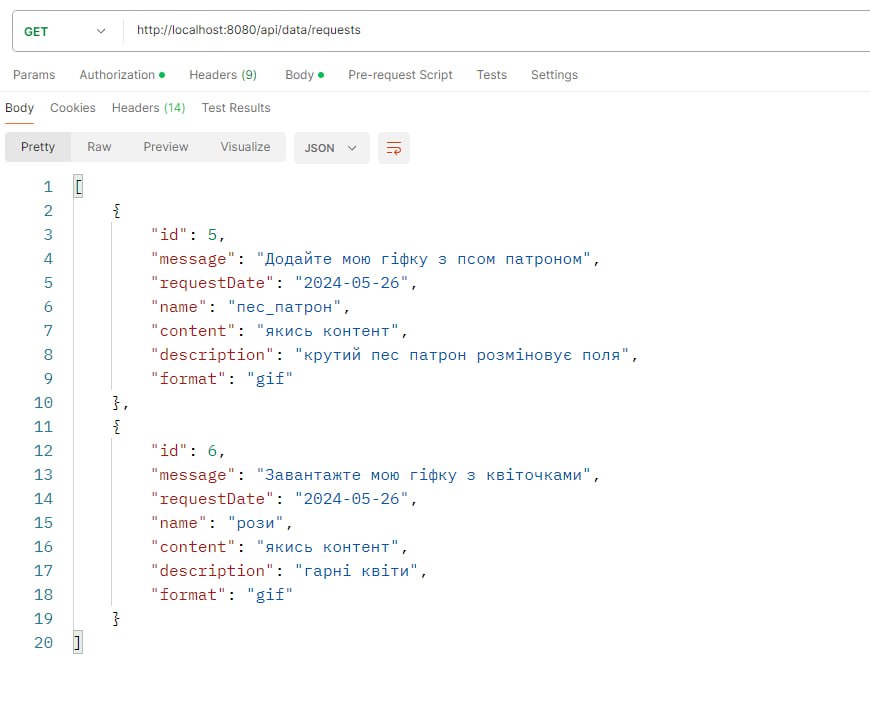 GET http://localhost:8080/api/data/requests
Params Authorization Headers (9) Body Pre-request Script Tests Settings
Body Cookies Headers (14) Test Results
Pretty Raw Preview Visualize JSON
1 [
2 {
3 "id": 5,
4 "message": "Додайте мою гіфку з псом патроном",
5 "requestDate": "2024-05-26",
6 "name": "пес_патрон",
7 "content": "якись контент",
8 "description": "крутий пес патрон розміновує поля",
9 "format": "gif"
10 },
11 {
12 "id": 6,
13 "message": "Завантажте мою гіфку з квіточками",
14 "requestDate": "2024-05-26",
15 "name": "рози",
16 "content": "якись контент",
17 "description": "гарні квіти",
18 "format": "gif"
19 }
20 ]